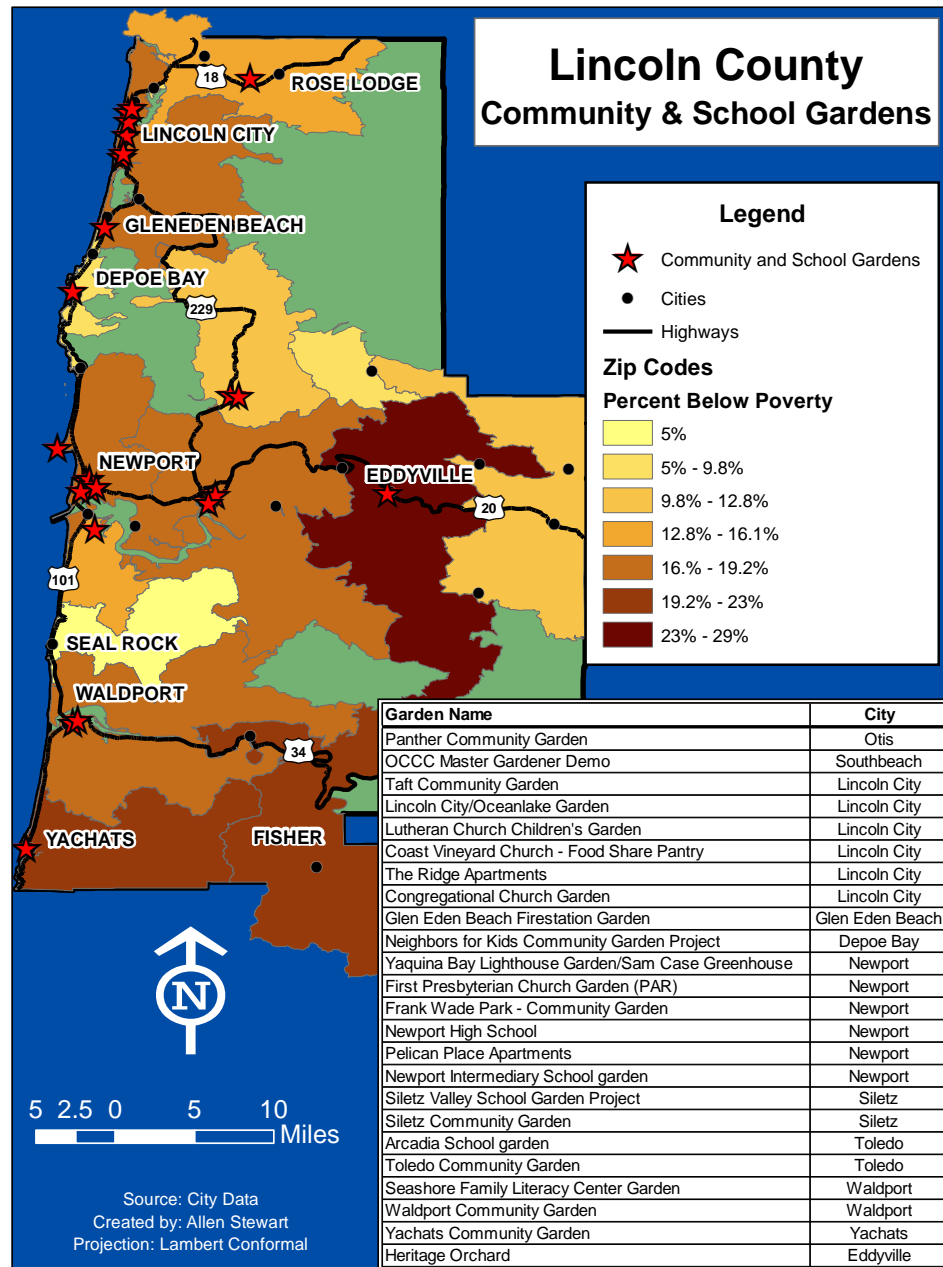 Lincoln County
Community & School Gardens
18
ROSE LODGE
LINCOLN CITY
GLENEDEN BEACH
DEPOE BAY
229
NEWPORT
EDDYVILLE
20
101
SEAL ROCK
WALDPORT
34
YACHATS
FISHER
Legend
Community and School Gardens
Cities
Highways
Zip Codes
Percent Below Poverty
5%
5% - 9.8%
9.8% - 12.8%
12.8% - 16.1%
16.% - 19.2%
19.2% - 23%
23% - 29%
Garden Name City
Panther Community Garden Otis
OCCC Master Gardener Demo Southbeach
Taft Community Garden Lincoln City
Lincoln City/Oceanlake Garden Lincoln City
Lutheran Church Children's Garden Lincoln City
Coast Vineyard Church - Food Share Pantry Lincoln City
The Ridge Apartments Lincoln City
Congregational Church Garden Lincoln City
Glen Eden Beach Firestation Garden Glen Eden Beach
Neighbors for Kids Community Garden Project Depoe Bay
Yaquina Bay Lighthouse Garden/Sam Case Greenhouse Newport
First Presbyterian Church Garden (PAR) Newport
Frank Wade Park - Community Garden Newport
Newport High School Newport
Pelican Place Apartments Newport
Newport Intermediary School garden Newport
Siletz Valley School Garden Project Siletz
Siletz Community Garden Siletz
Arcadia School garden Toledo
Toledo Community Garden Toledo
Seashore Family Literacy Center Garden Waldport
Waldport Community Garden Waldport
Yachats Community Garden Yachats
Heritage Orchard Eddyville
N
5 2.5 0 5 10
Miles
Source: City Data
Created by: Allen Stewart
Projection: Lambert Conformal